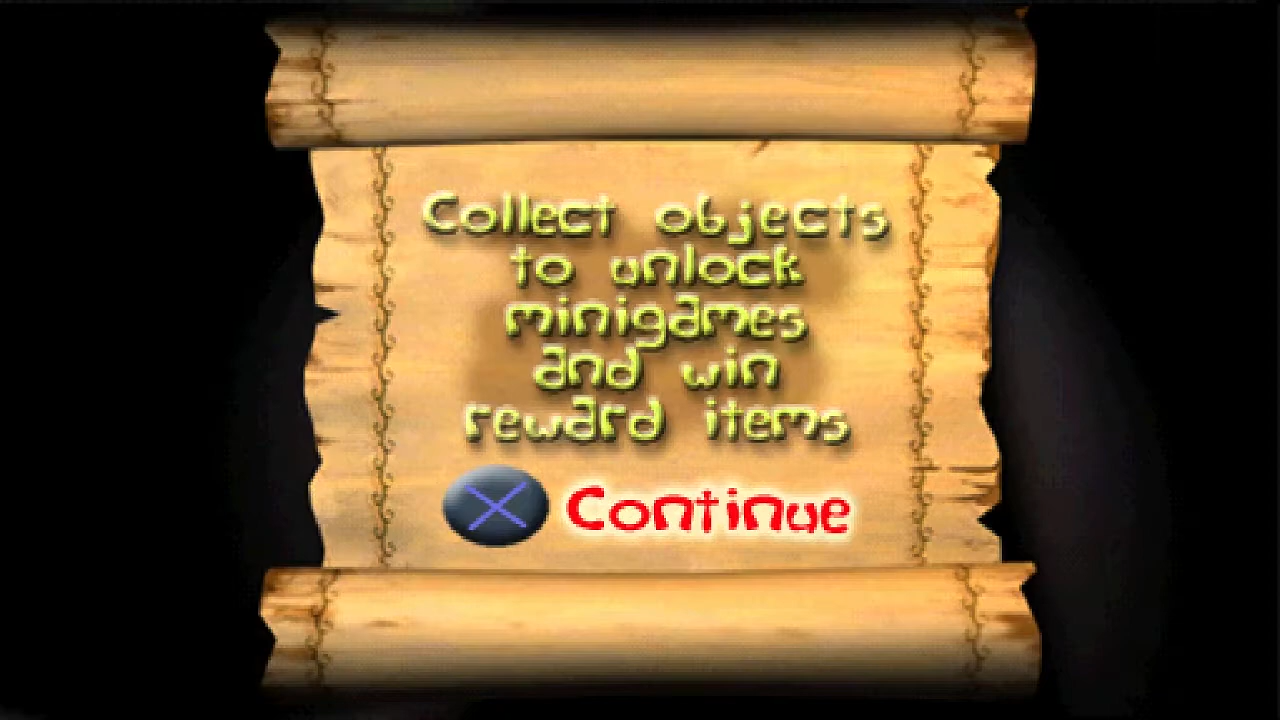 Collect objects
to unlock
minigames
and win
reward items
Continue